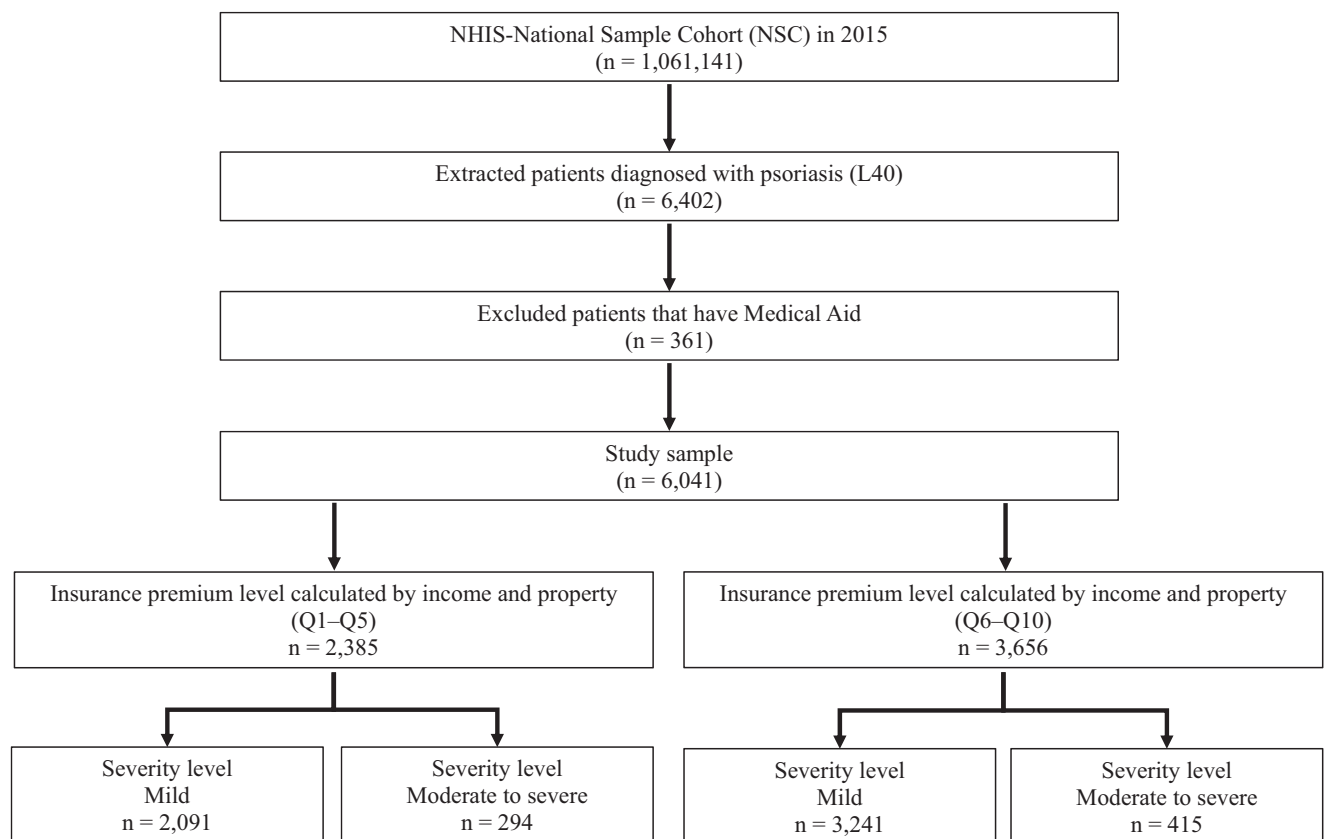 NHIS-National Sample Cohort (NSC) in 2015
(n = 1,061,141)
Extracted patients diagnosed with psoriasis (L40)
(n = 6,402)
Excluded patients that have Medical Aid
(n = 361)
Study sample
(n = 6,041)
Insurance premium level calculated by income and property
(Q1–Q5)
n = 2,385
Insurance premium level calculated by income and property
(Q6–Q10)
n = 3,656
Severity level
Mild
n = 2,091
Severity level
Moderate to severe
n = 294
Severity level
Mild
n = 3,241
Severity level
Moderate to severe
n = 415